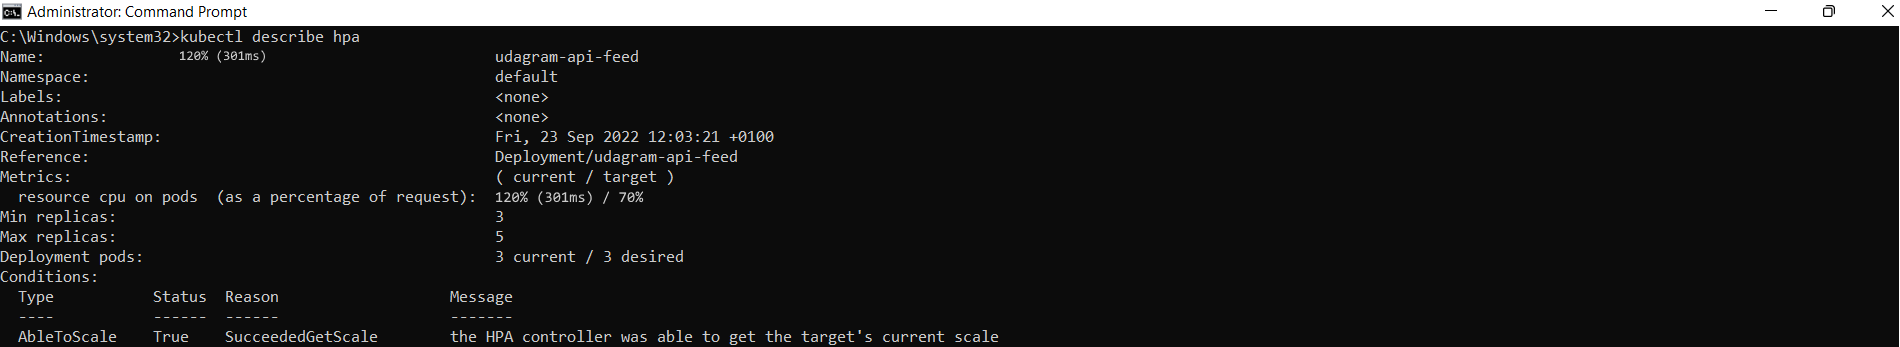 Administrator: Command Prompt
C:\Windows\system32>kubectl describe hpa
Name: 120% (301ms) udagram-api-feed
Namespace: default
Labels: <none>
Annotations: <none>
CreationTimestamp: Fri, 23 Sep 2022 12:03:21 +0100
Reference: Deployment/udagram-api-feed
Metrics: ( current / target )
resource cpu on pods (as a percentage of request): 120% (301ms) / 70%
Min replicas: 3
Max replicas: 5
Deployment pods: 3 current / 3 desired
Conditions:
Type Status Reason Message
---- ------ ------ -------
AbleToScale True SucceededGetScale the HPA controller was able to get the target's current scale